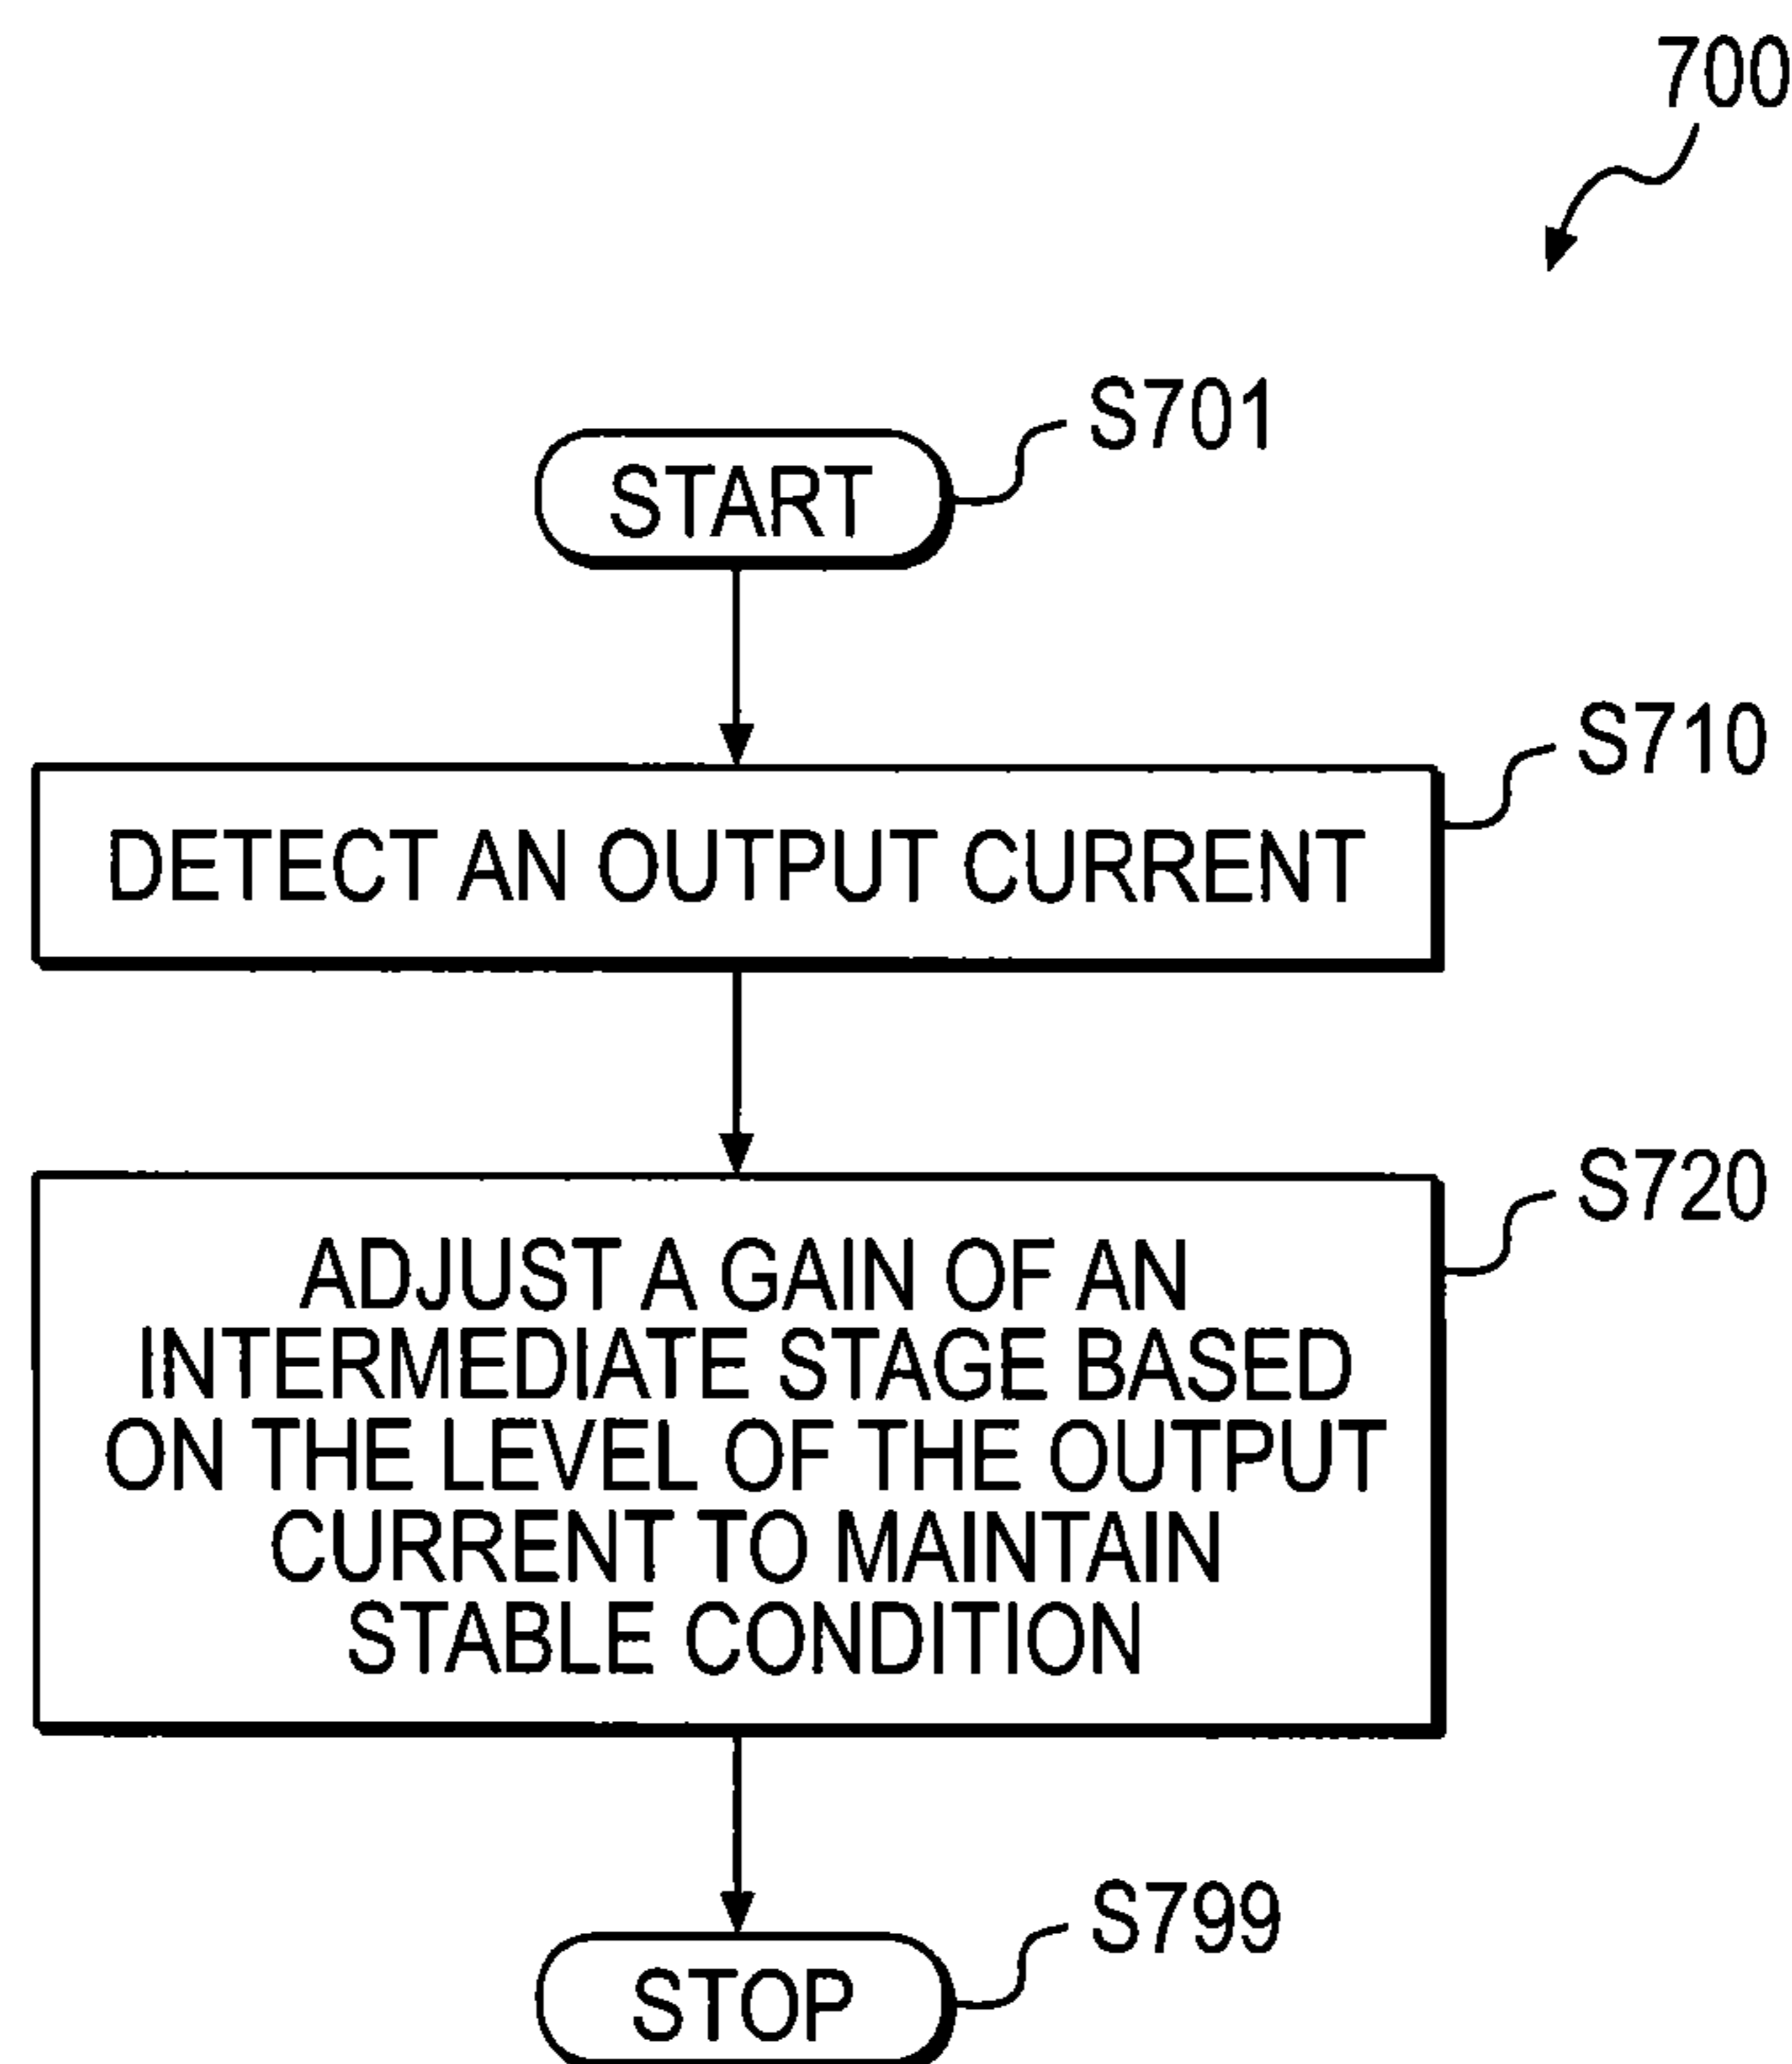 700
S701
START
S710
DETECT AN OUTPUT CURRENT
S720
ADJUST A GAIN OF AN
INTERMEDIATE STAGE BASED
ON THE LEVEL OF THE OUTPUT
CURRENT TO MAINTAIN
STABLE CONDITION
S799
STOP